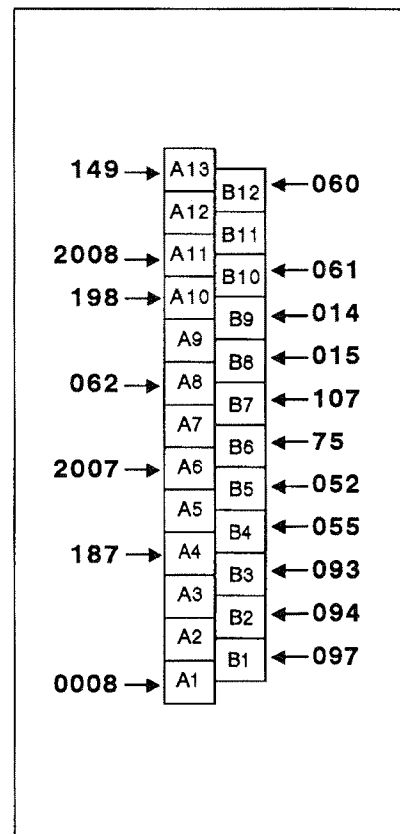 149 A13
B12 060
A12
B11
2008 A11
B10 061
198 A10
B9 014
A9
B8 015
062 A8
B7 107
A7
B6 75
2007 A6
B5 052
A5
B4 055
187 A4
B3 093
A3
B2 094
A2
B1 097
0008 A1